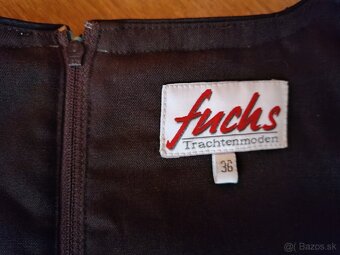 fuchs
Trachtenmoden
36
Bazos.sk